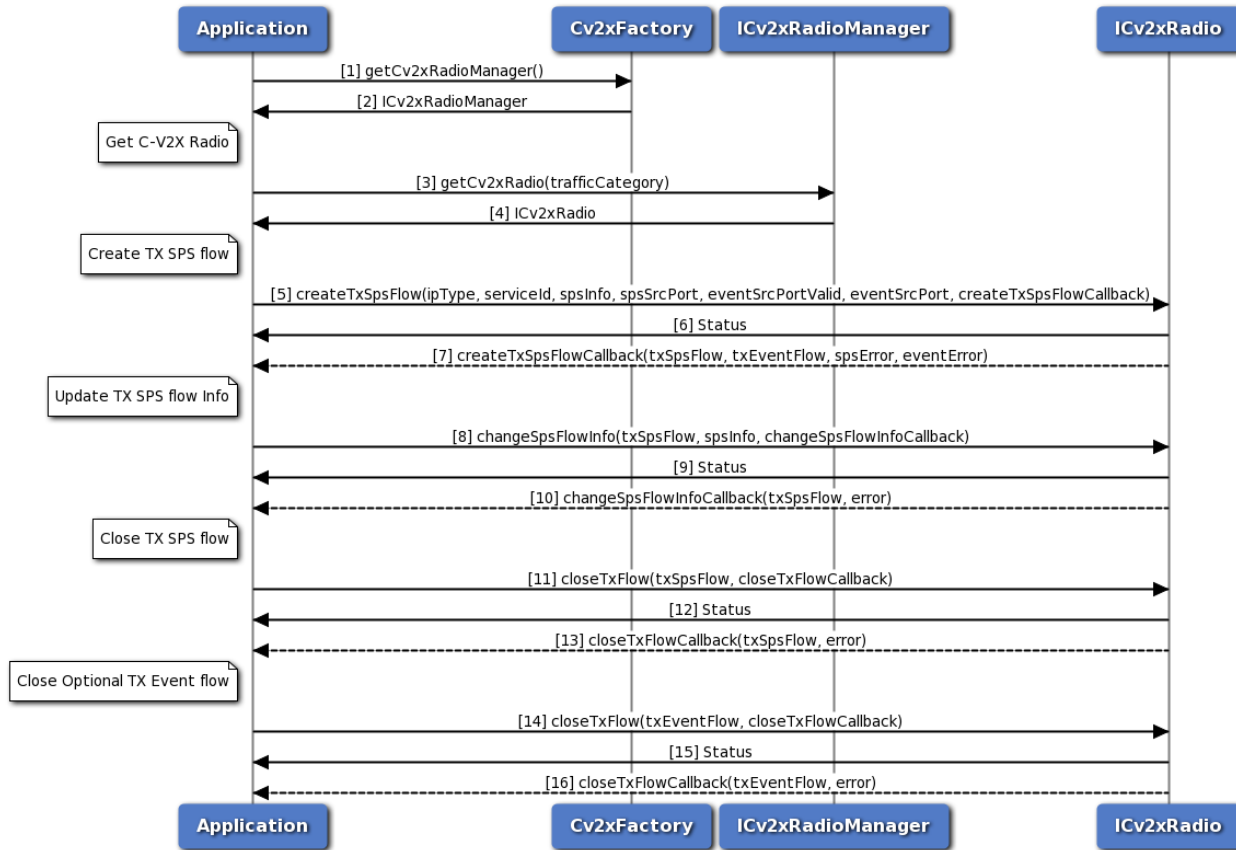 Application
Cv2xFactory
ICv2xRadioManager
ICv2xRadio
[1] getCv2xRadioManager()
[2] ICv2xRadioManager
Get C-V2X Radio
[3] getCv2xRadio(trafficCategory)
[4] ICv2xRadio
Create TX SPS flow
[5] createTxSpsFlow(ipType, serviceId, spsInfo, spsSrcPort, eventSrcPortValid, eventSrcPort, createTxSpsFlowCallback)
[6] Status
[7] createTxSpsFlowCallback(txSpsFlow, txEventFlow, spsError, eventError)
Update TX SPS flow Info
[8] changeSpsFlowInfo(txSpsFlow, spsInfo, changeSpsFlowInfoCallback)
[9] Status
[10] changeSpsFlowInfoCallback(txSpsFlow, error)
Close TX SPS flow
[11] closeTxFlow(txSpsFlow, closeTxFlowCallback)
[12] Status
[13] closeTxFlowCallback(txSpsFlow, error)
Close Optional TX Event flow
[14] closeTxFlow(txEventFlow, closeTxFlowCallback)
[15] Status
[16] closeTxFlowCallback(txEventFlow, error)
Application
Cv2xFactory
ICv2xRadioManager
ICv2xRadio